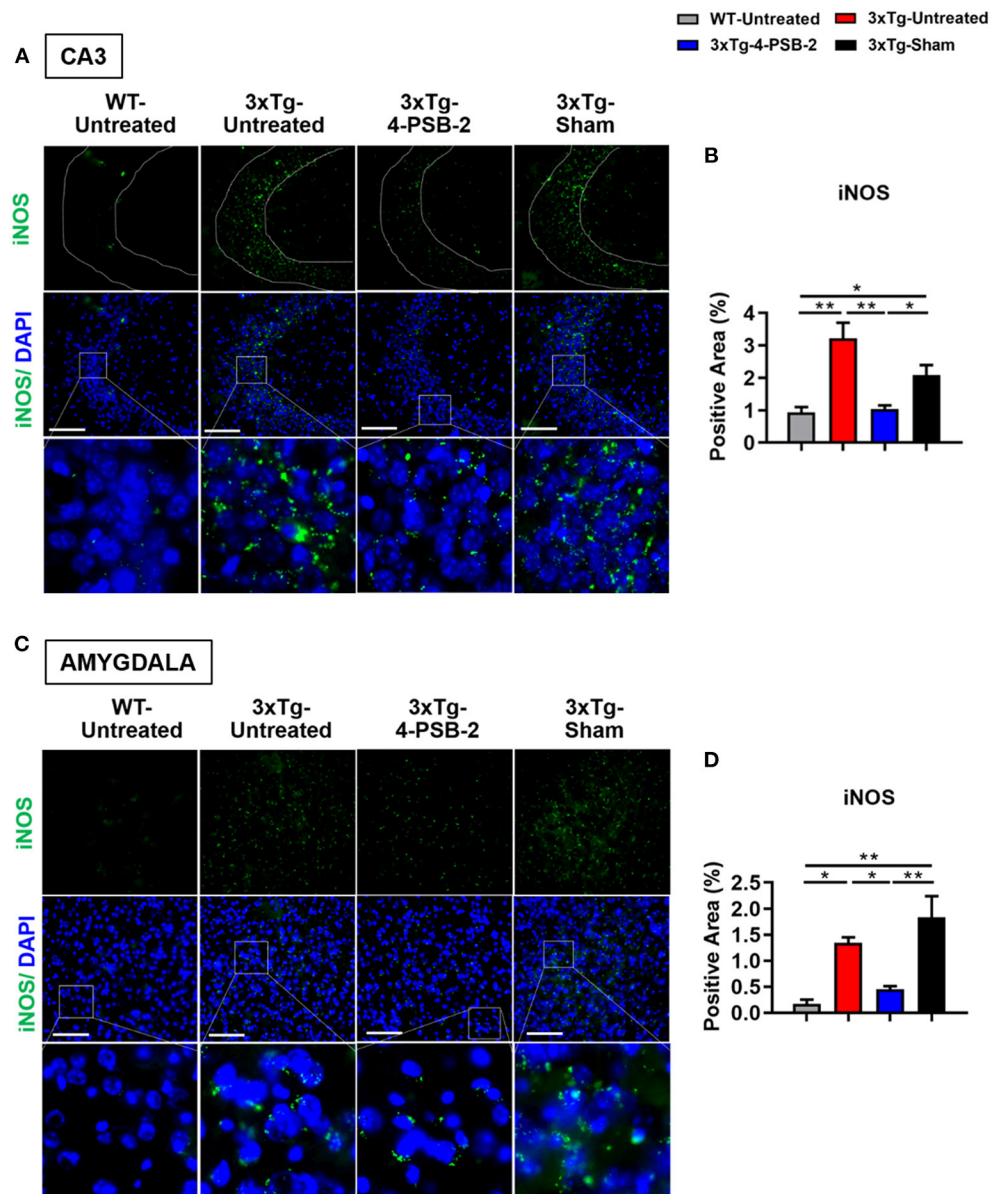 WT-Untreated 3xTg-Untreated
3xTg-4-PSB-2 3xTg-Sham
A CA3
WT-
Untreated
3xTg-
Untreated
3xTg-
4-PSB-2
3xTg-
Sham
iNOS
iNOS/ DAPI
B
iNOS
Positive Area (%)
*
** ** *
4
3
2
1
0
C AMYGDALA
WT-
Untreated
3xTg-
Untreated
3xTg-
4-PSB-2
3xTg-
Sham
iNOS
iNOS/ DAPI
D
iNOS
Positive Area (%)
**
* * **
2.5
2.0
1.5
1.0
0.5
0.0